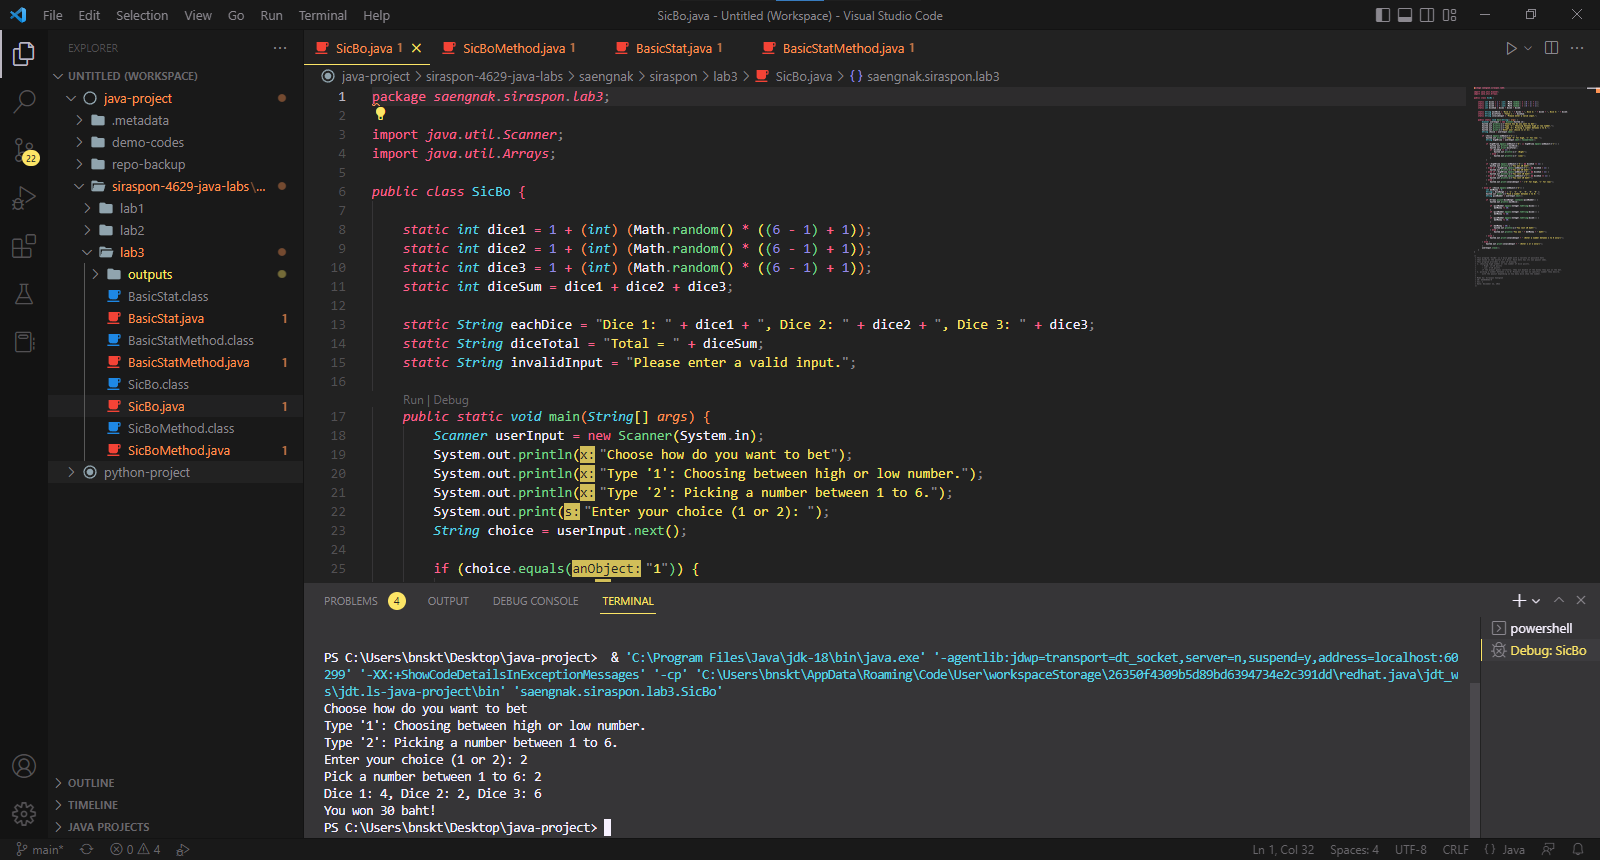 File Edit Selection View Go Run Terminal Help
SicBo.java - Untitled (Workspace) - Visual Studio Code
EXPLORER
UNTITLED (WORKSPACE)
java-project
.metadata
demo-codes
repo-backup
siraspon-4629-java-labs\...
lab1
lab2
lab3
outputs
BasicStat.class
BasicStat.java 1
BasicStatMethod.class
BasicStatMethod.java 1
SicBo.class
SicBo.java 1
SicBoMethod.class
SicBoMethod.java 1
python-project
OUTLINE
TIMELINE
JAVA PROJECTS
22
SicBo.java 1 SicBoMethod.java 1 BasicStat.java 1 BasicStatMethod.java 1
java-project > siraspon-4629-java-labs > saengnak > siraspon > lab3 > SicBo.java > {} saengnak.siraspon.lab3
1 package saengnak.siraspon.lab3;
2
3 import java.util.Scanner;
4 import java.util.Arrays;
5
6 public class SicBo {
7
8 static int dice1 = 1 + (int) (Math.random() * ((6 - 1) + 1));
9 static int dice2 = 1 + (int) (Math.random() * ((6 - 1) + 1));
10 static int dice3 = 1 + (int) (Math.random() * ((6 - 1) + 1));
11 static int diceSum = dice1 + dice2 + dice3;
12
13 static String eachDice = "Dice 1: " + dice1 + ", Dice 2: " + dice2 + ", Dice 3: " + dice3;
14 static String diceTotal = "Total = " + diceSum;
15 static String invalidInput = "Please enter a valid input.";
16
Run | Debug
17 public static void main(String[] args) {
18 Scanner userInput = new Scanner(System.in);
19 System.out.println(x: "Choose how do you want to bet");
20 System.out.println(x: "Type '1': Choosing between high or low number.");
21 System.out.println(x: "Type '2': Picking a number between 1 to 6.");
22 System.out.print(s: "Enter your choice (1 or 2): ");
23 String choice = userInput.next();
24
25 if (choice.equals(anObject: "1")) {
PROBLEMS 4 OUTPUT DEBUG CONSOLE TERMINAL
powershell
Debug: SicBo
PS C:\Users\bnskt\Desktop\java-project> & 'C:\Program Files\Java\jdk-18\bin\java.exe' '-agentlib:jdwp=transport=dt_socket,server=n,suspend=y,address=localhost:60
299' '-XX:+ShowCodeDetailsInExceptionMessages' '-cp' 'C:\Users\bnskt\AppData\Roaming\Code\User\workspaceStorage\26350f4309b5d89bd6394734e2c391dd\redhat.java\jdt_w
s\jdt.ls-java-project\bin' 'saengnak.siraspon.lab3.SicBo'
Choose how do you want to bet
Type '1': Choosing between high or low number.
Type '2': Picking a number between 1 to 6.
Enter your choice (1 or 2): 2
Pick a number between 1 to 6: 2
Dice 1: 4, Dice 2: 2, Dice 3: 6
You won 30 baht!
PS C:\Users\bnskt\Desktop\java-project>
main* 0 4 Ln 1, Col 32 Spaces: 4 UTF-8 CRLF {} Java